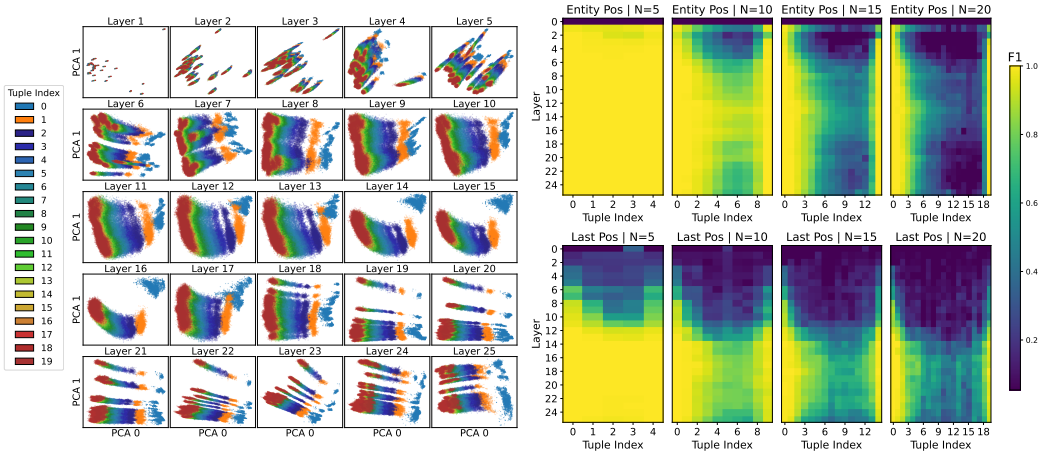 Layer 1
Layer 2
Layer 3
Layer 4
Layer 5
PCA 1
Tuple Index
0
1
2
3
4
5
6
7
8
9
10
11
12
13
14
15
16
17
18
19
Layer 6
Layer 7
Layer 8
Layer 9
Layer 10
PCA 1
Layer 11
Layer 12
Layer 13
Layer 14
Layer 15
PCA 1
Layer 16
Layer 17
Layer 18
Layer 19
Layer 20
PCA 1
Layer 21
Layer 22
Layer 23
Layer 24
Layer 25
PCA 1
PCA 0
PCA 0
PCA 0
PCA 0
PCA 0
Entity Pos | N=5
Entity Pos | N=10
Entity Pos | N=15
Entity Pos | N=20
Layer
0
2
4
6
8
10
12
14
16
18
20
22
24
0 1 2 3 4
0 2 4 6 8
0 3 6 9 12
0 3 6 9 12 15 18
Tuple Index
Tuple Index
Tuple Index
Tuple Index
Last Pos | N=5
Last Pos | N=10
Last Pos | N=15
Last Pos | N=20
Layer
0
2
4
6
8
10
12
14
16
18
20
22
24
0 1 2 3 4
0 2 4 6 8
0 3 6 9 12
0 3 6 9 12 15 18
Tuple Index
Tuple Index
Tuple Index
Tuple Index
F1
1.0
0.8
0.6
0.4
0.2